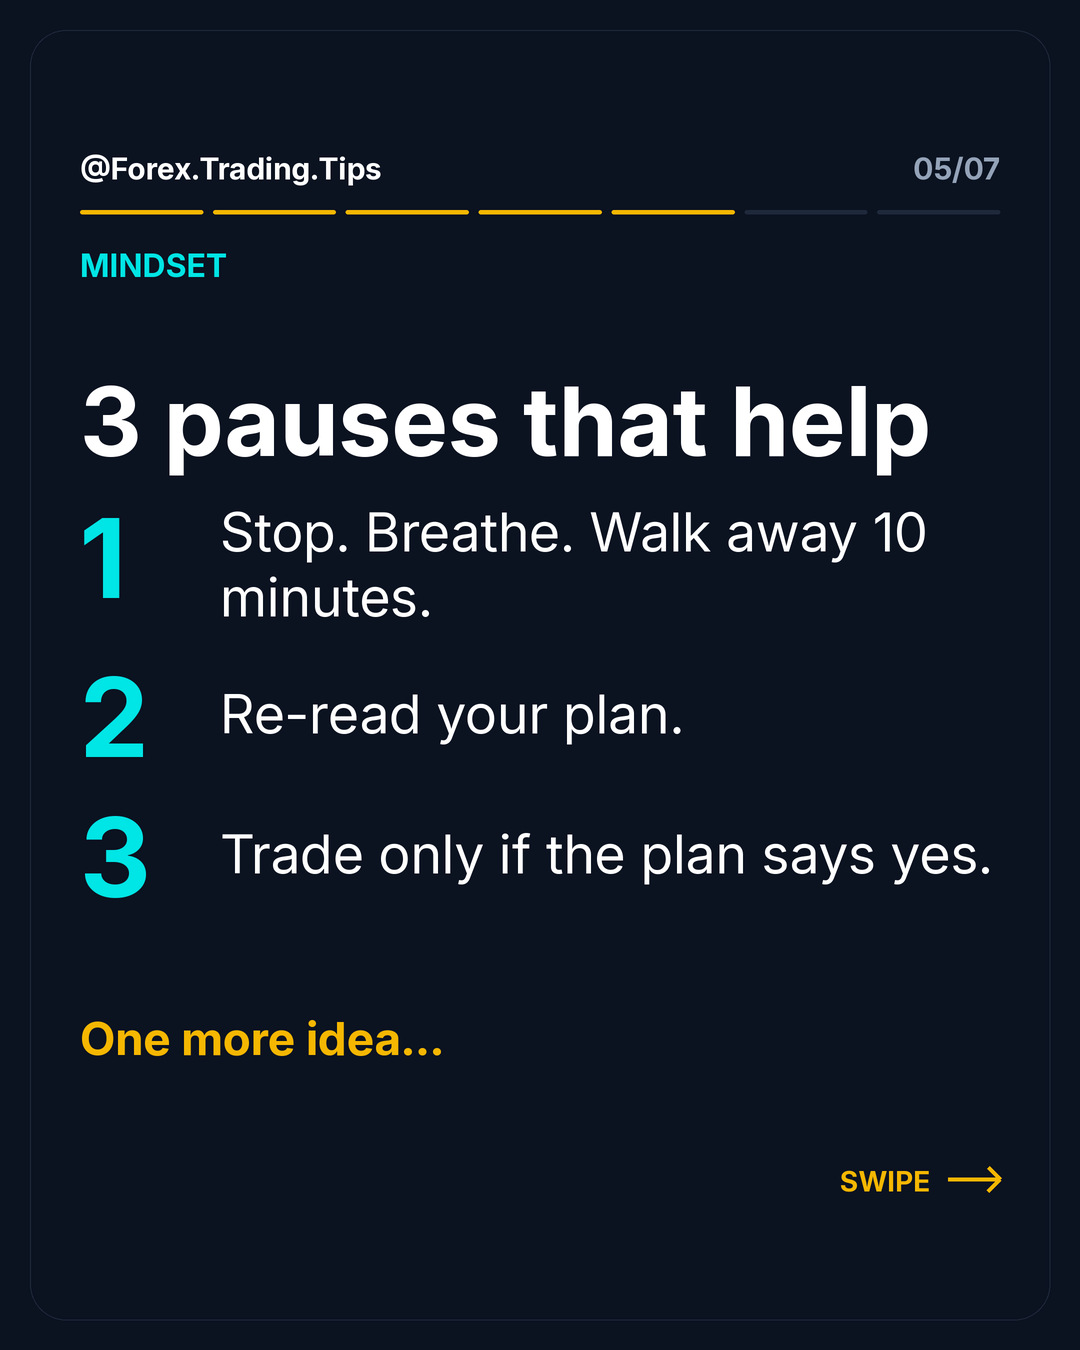 @Forex.Trading.Tips
05/07
MINDSET
3 pauses that help
1
Stop. Breathe. Walk away 10
minutes.
2
Re-read your plan.
3
Trade only if the plan says yes.
One more idea...
SWIPE